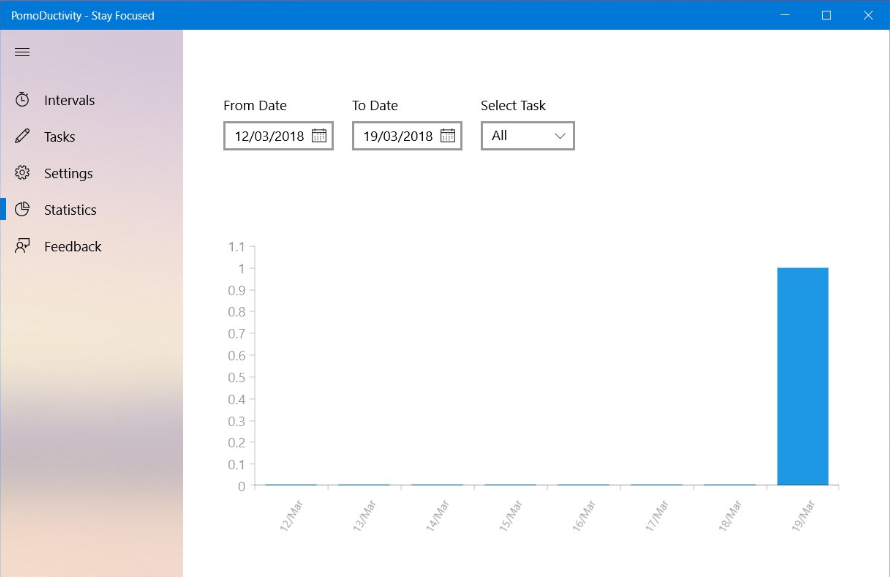 PomoDuctivity - Stay Focused
Intervals
Tasks
Settings
Statistics
Feedback
From Date To Date Select Task
12/03/2018 19/03/2018 All
1.1
1
0.9
0.8
0.7
0.6
0.5
0.4
0.3
0.2
0.1
0
12/Mar 13/Mar 14/Mar 15/Mar 16/Mar 17/Mar 18/Mar 19/Mar